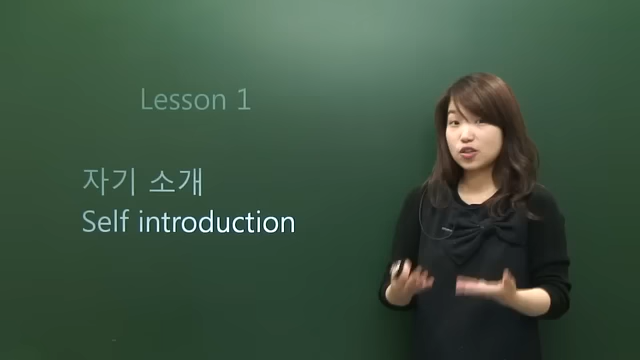 Lesson 1
자기 소개
Self introduction